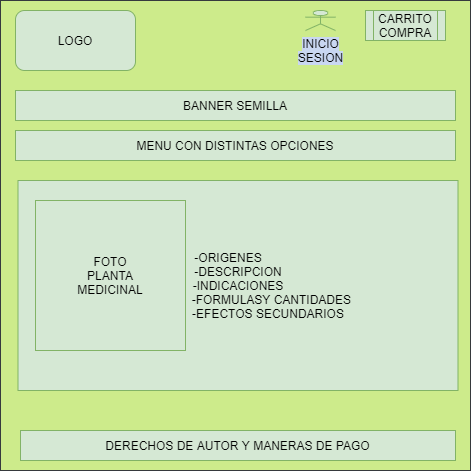 LOGO
INICIO
SESION
CARRITO
COMPRA
BANNER SEMILLA
MENU CON DISTINTAS OPCIONES
FOTO
PLANTA
MEDICINAL
-ORIGENES
-DESCRIPCION
-INDICACIONES
-FORMULASY CANTIDADES
-EFECTOS SECUNDARIOS
DERECHOS DE AUTOR Y MANERAS DE PAGO